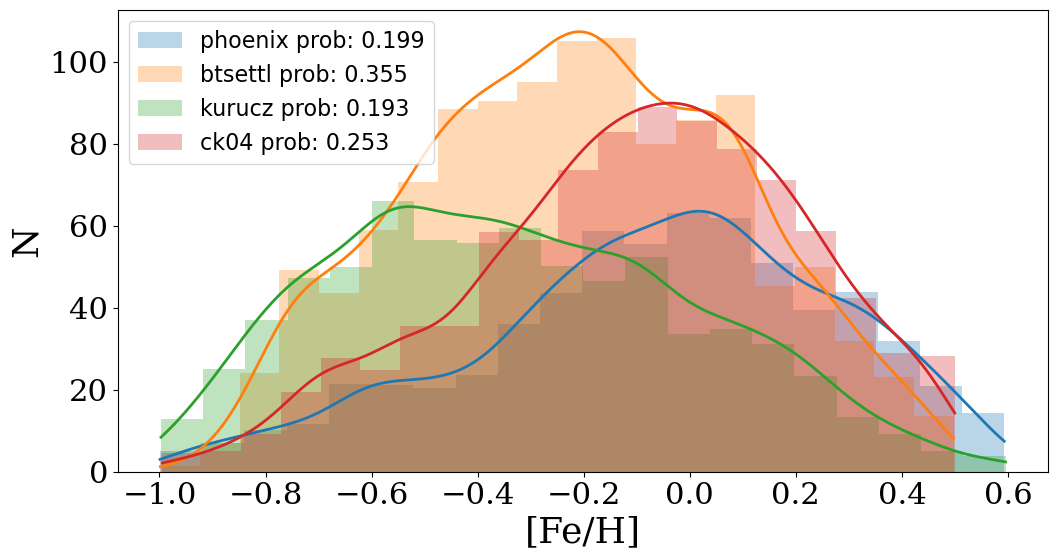 phoenix prob: 0.199
btsettl prob: 0.355
kurucz prob: 0.193
ck04 prob: 0.253
100
80
60
40
20
0
N
−1.0 −0.8 −0.6 −0.4 −0.2 0.0 0.2 0.4 0.6
[Fe/H]